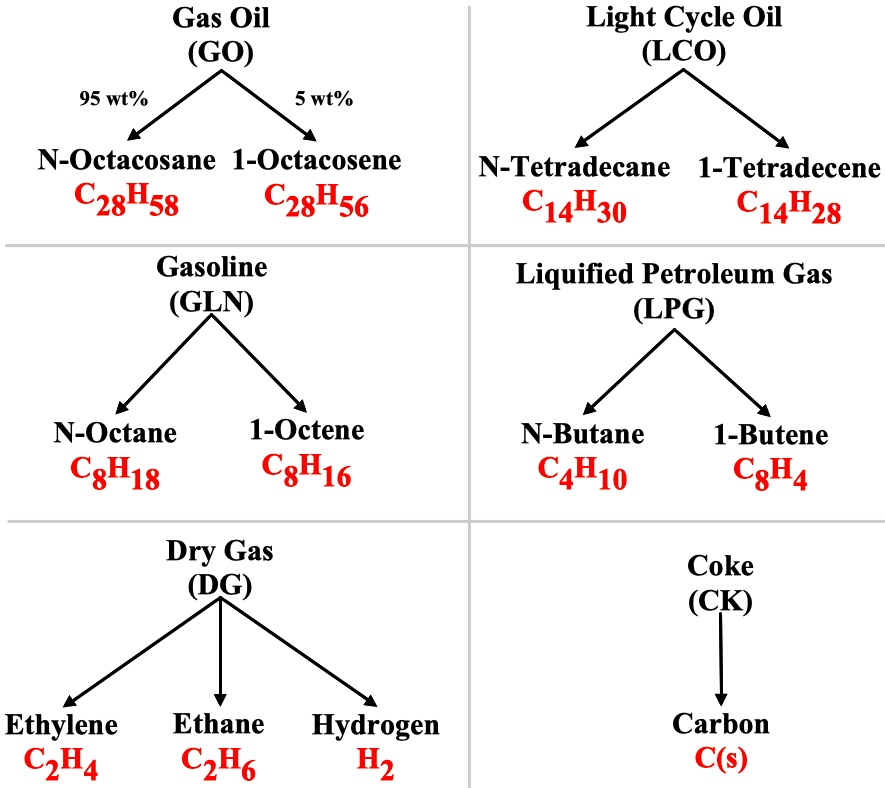 Gas Oil
(GO)
95 wt%
5 wt%
N-Octacosane
C₂₈H₅₈
1-Octacosene
C₂₈H₅₆
Light Cycle Oil
(LCO)
N-Tetradecane
C₁₄H₃₀
1-Tetradecene
C₁₄H₂₈
Gasoline
(GLN)
N-Octane
C₈H₁₈
1-Octene
C₈H₁₆
Liquified Petroleum Gas
(LPG)
N-Butane
C₄H₁₀
1-Butene
C₈H₄
Dry Gas
(DG)
Ethylene
C₂H₄
Ethane
C₂H₆
Hydrogen
H₂
Coke
(CK)
Carbon
C(s)